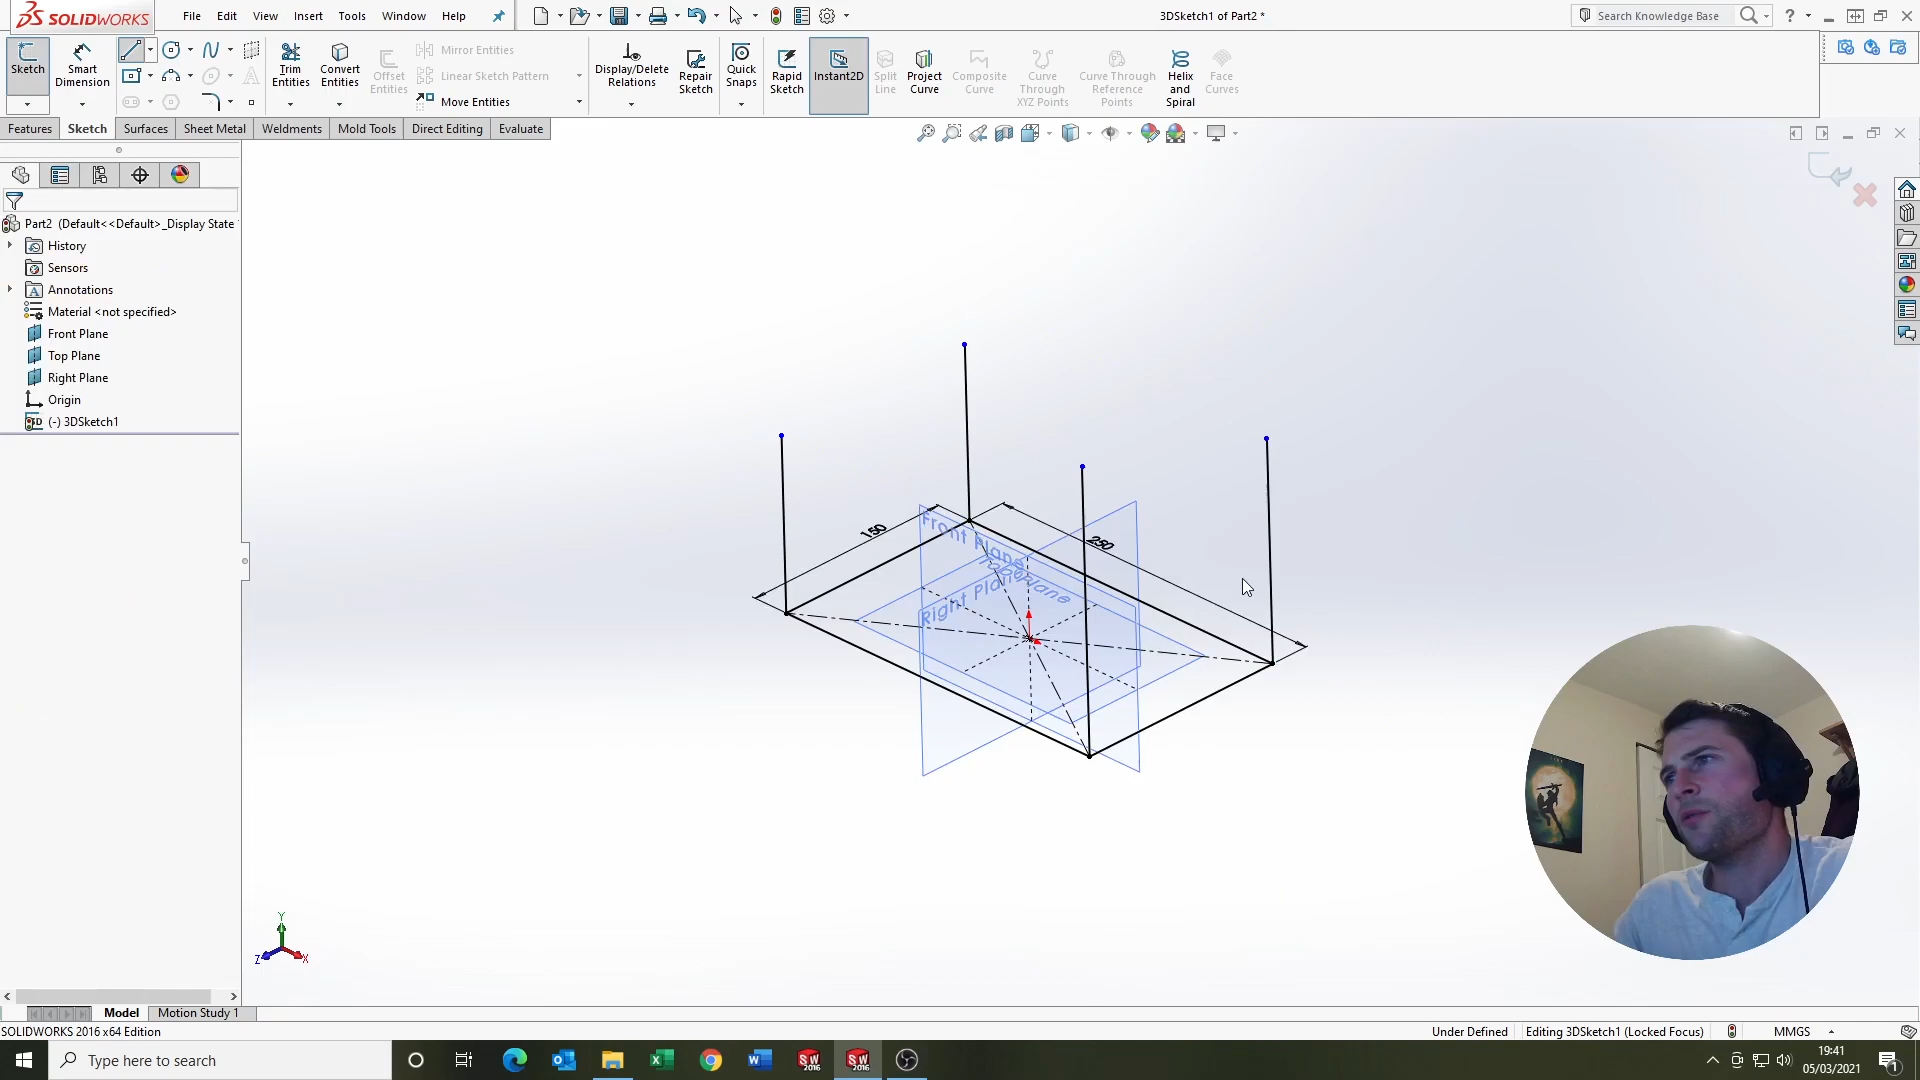 SOLIDWORKS
File Edit View Insert Tools Window Help
3DSketch1 of Part2 *
Search Knowledge Base
?
Sketch
Smart Dimension
Trim Entities
Convert Entities
Offset Entities
Mirror Entities
Linear Sketch Pattern
Move Entities
Display/Delete Relations
Repair Sketch
Quick Snaps
Rapid Sketch
Instant2D
Split Line
Project Curve
Composite Curve
Curve Through XYZ Points
Curve Through Reference Points
Helix and Spiral
Face Curves
Features Sketch Surfaces Sheet Metal Weldments Mold Tools Direct Editing Evaluate
Part2 (Default<<Default>_Display State
History
Sensors
Annotations
Material <not specified>
Front Plane
Top Plane
Right Plane
Origin
(-) 3DSketch1
150
250
Front Plane
Top Plane
Right Plane
Y
Z
X
Model Motion Study 1
SOLIDWORKS 2016 x64 Edition
Under Defined Editing 3DSketch1 (Locked Focus) MMGS
Type here to search
19:41
05/03/2021
1